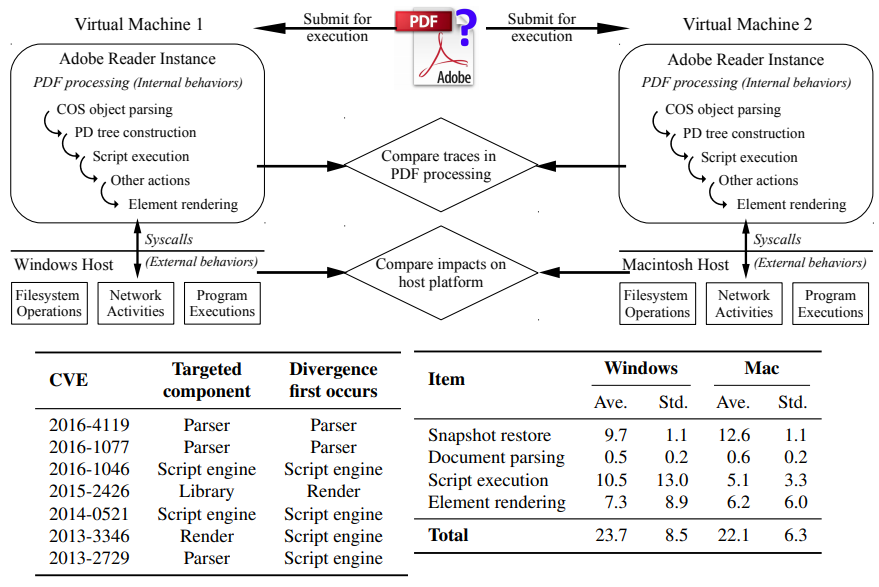 Virtual Machine 1
Submit for
execution
PDF
?
Adobe
Submit for
execution
Virtual Machine 2
Adobe Reader Instance
PDF processing (Internal behaviors)
COS object parsing
PD tree construction
Script execution
Other actions
Element rendering
Compare traces in
PDF processing
Adobe Reader Instance
PDF processing (Internal behaviors)
COS object parsing
PD tree construction
Script execution
Other actions
Element rendering
Syscalls
Windows Host
(External behaviors)
Filesystem
Operations
Network
Activities
Program
Executions
Compare impacts on
host platform
Syscalls
Macintosh Host
(External behaviors)
Filesystem
Operations
Network
Activities
Program
Executions
CVE Targeted component Divergence first occurs
2016-4119 Parser Parser
2016-1077 Parser Parser
2016-1046 Script engine Script engine
2015-2426 Library Render
2014-0521 Script engine Script engine
2013-3346 Render Script engine
2013-2729 Parser Script engine
Item Windows Mac
Ave. Std. Ave. Std.
Snapshot restore 9.7 1.1 12.6 1.1
Document parsing 0.5 0.2 0.6 0.2
Script execution 10.5 13.0 5.1 3.3
Element rendering 7.3 8.9 6.2 6.0
Total 23.7 8.5 22.1 6.3